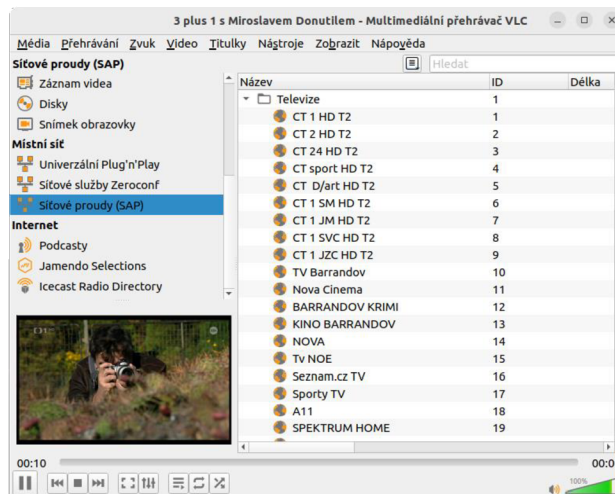 3 plus 1 s Miroslavem Donutilem - Multimediální přehrávač VLC
Média Přehrávání Zvuk Video Titulky Nástroje Zobrazit Nápověda
Síťové proudy (SAP)
Hledat
Záznam videa
Disky
Snímek obrazovky
Místní síť
Univerzální Plug'n'Play
Síťové služby Zeroconf
Síťové proudy (SAP)
Internet
Podcasty
Jamendo Selections
Icecast Radio Directory
Název ID Délka
Televize 1
CT 1 HD T2 1
CT 2 HD T2 2
CT 24 HD T2 3
CT sport HD T2 4
CT D/art HD T2 5
CT 1 SM HD T2 6
CT 1 JM HD T2 7
CT 1 SVC HD T2 8
CT 1 JZC HD T2 9
TV Barrandov 10
Nova Cinema 11
BARRANDOV KRIMI 12
KINO BARRANDOV 13
NOVA 14
Tv NOE 15
Seznam.cz TV 16
Sporty TV 17
A11 18
SPEKTRUM HOME 19
00:10
00:0
100%